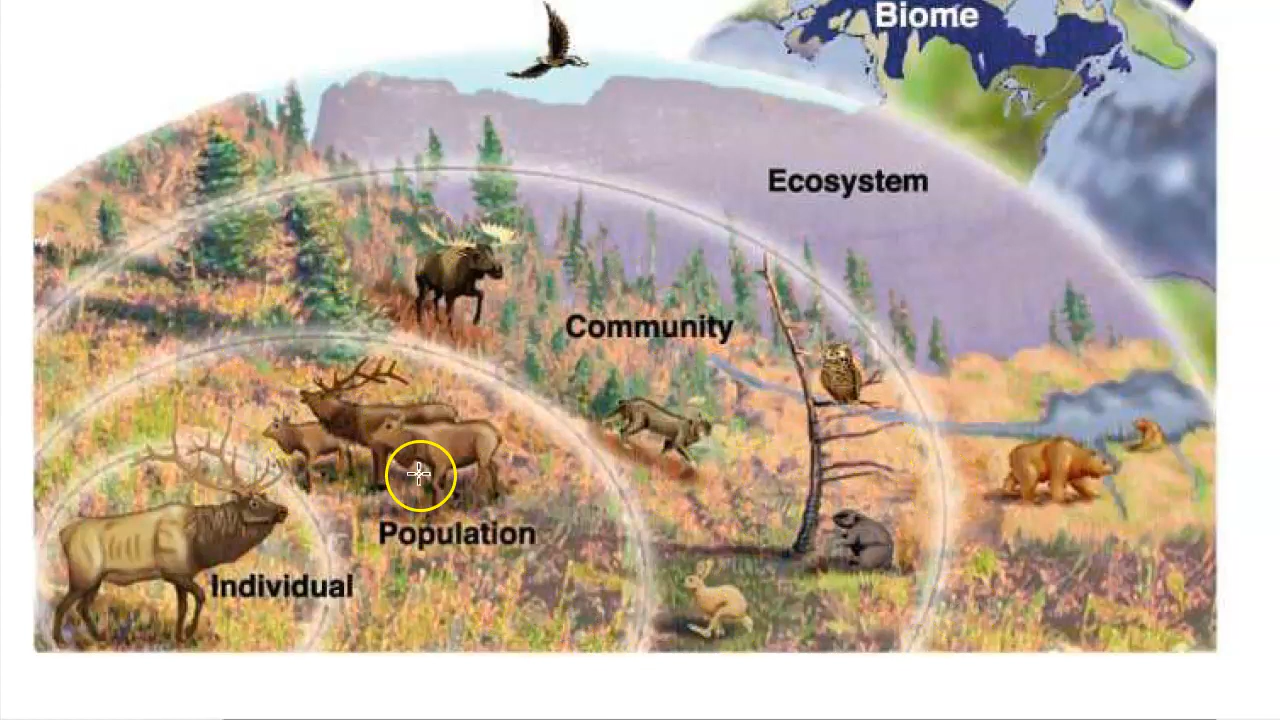 Biome
Ecosystem
Community
Population
Individual